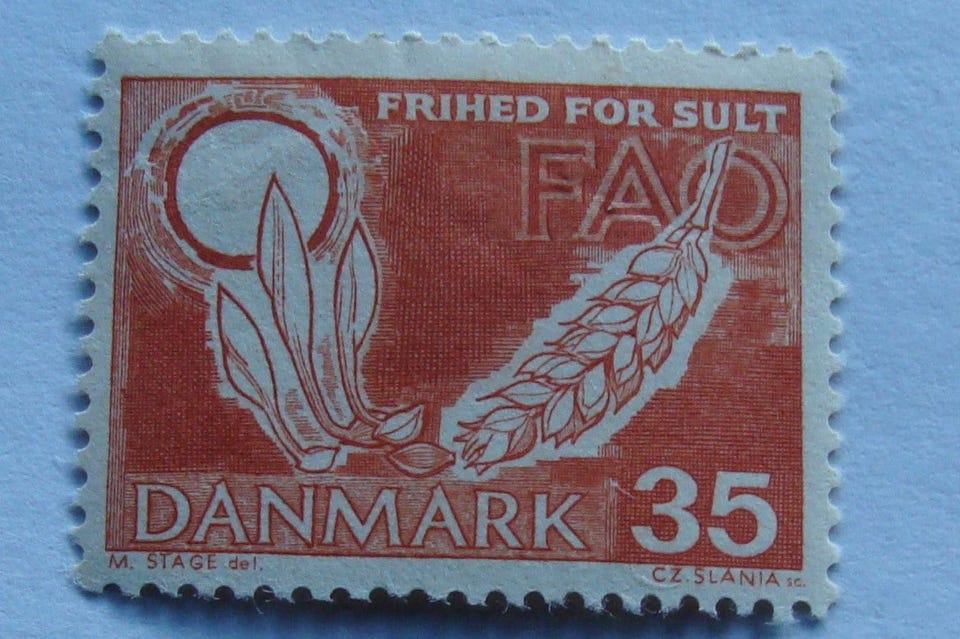 FRIHED FOR SULT
FAO
DANMARK 35
M. STAGE del.
CZ. SLANIA sc.